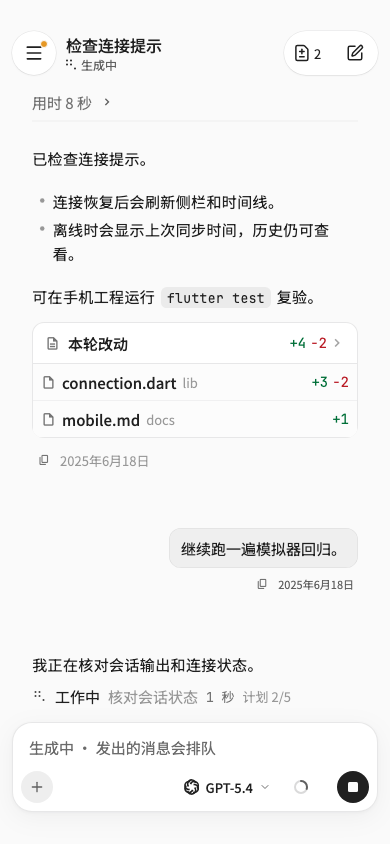 检查连接提示
生成中
2
用时 8 秒
已检查连接提示。
连接恢复后会刷新侧栏和时间线。
离线时会显示上次同步时间，历史仍可查
看。
可在手机工程运行 flutter test 复验。
本轮改动 +4 -2
connection.dart lib +3 -2
mobile.md docs +1
2025年6月18日
继续跑一遍模拟器回归。
2025年6月18日
我正在核对会话输出和连接状态。
工作中 核对会话状态 1 秒 计划 2/5
生成中 • 发出的消息会排队
GPT-5.4